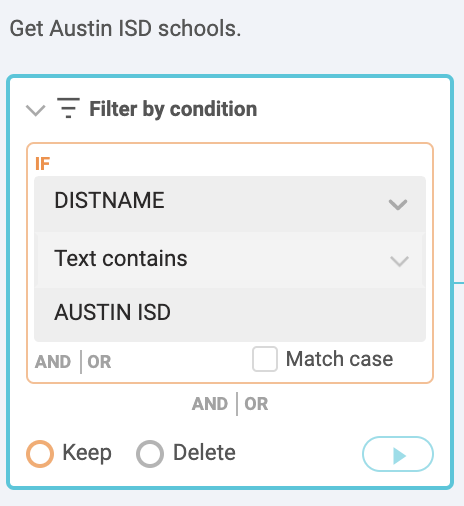 Get Austin ISD schools.
Filter by condition
IF
DISTNAME
Text contains
AUSTIN ISD
AND OR
Match case
AND OR
Keep
Delete